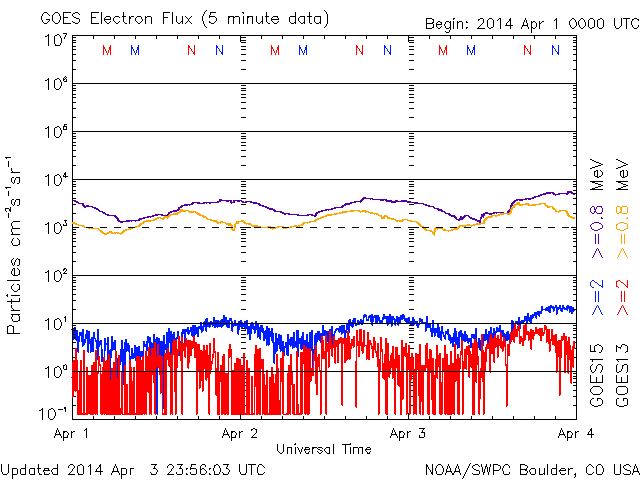 GOES Electron Flux (5 minute data)
Begin: 2014 Apr 1 0000 UTC
M M N N M M N N M M N N
10⁷
10⁶
10⁵
10⁴
10³
10²
10¹
10⁰
10⁻¹
Particles cm⁻²s⁻¹sr⁻¹
Apr 1 Apr 2 Apr 3 Apr 4
Universal Time
GOES15 >=2 >=0.8 MeV
GOES13 >=2 >=0.8 MeV
Updated 2014 Apr 3 23:56:03 UTC
NOAA/SWPC Boulder, CO USA